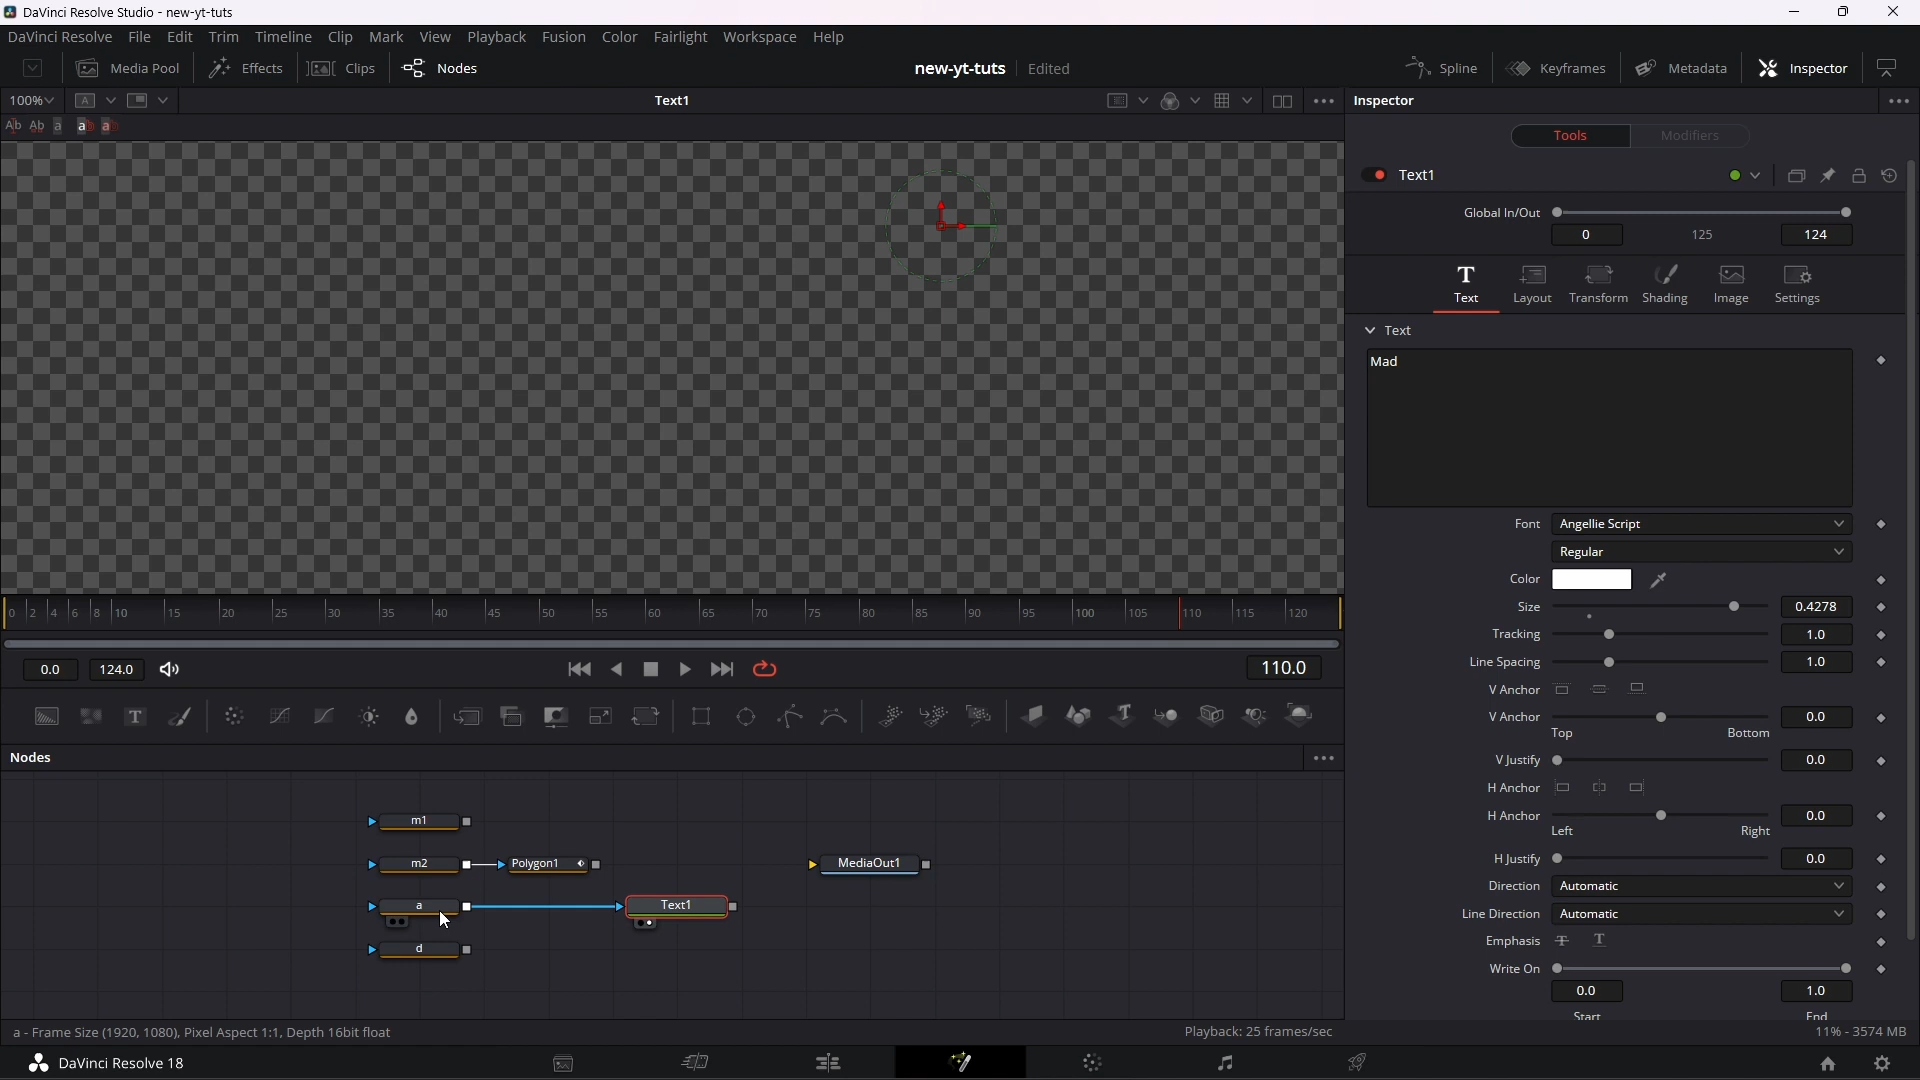 DaVinci Resolve Studio - new-yt-tuts
DaVinci Resolve File Edit Trim Timeline Clip Mark View Playback Fusion Color Fairlight Workspace Help
Media Pool Effects Clips Nodes new-yt-tuts Edited Spline Keyframes Metadata Inspector
100% A Text1 Inspector
Ab Ab a a a
Tools Modifiers
Text1
Global In/Out
0 125 124
Text Layout Transform Shading Image Settings
Text
Mad
Font Angellie Script
Regular
Color
Size 0.4278
Tracking 1.0
Line Spacing 1.0
V Anchor
V Anchor 0.0
Top Bottom
V Justify 0.0
H Anchor
H Anchor 0.0
Left Right
H Justify 0.0
Direction Automatic
Line Direction Automatic
Emphasis T T
Write On
0.0 1.0
Start End
0 2 4 6 8 10 15 20 25 30 35 40 45 50 55 60 65 70 75 80 85 90 95 100 105 110 115 120
0.0 124.0 110.0
Nodes
m1
m2 Polygon1 MediaOut1
a Text1
d
a - Frame Size (1920, 1080), Pixel Aspect 1:1, Depth 16bit float Playback: 25 frames/sec 11% - 3574 MB
DaVinci Resolve 18